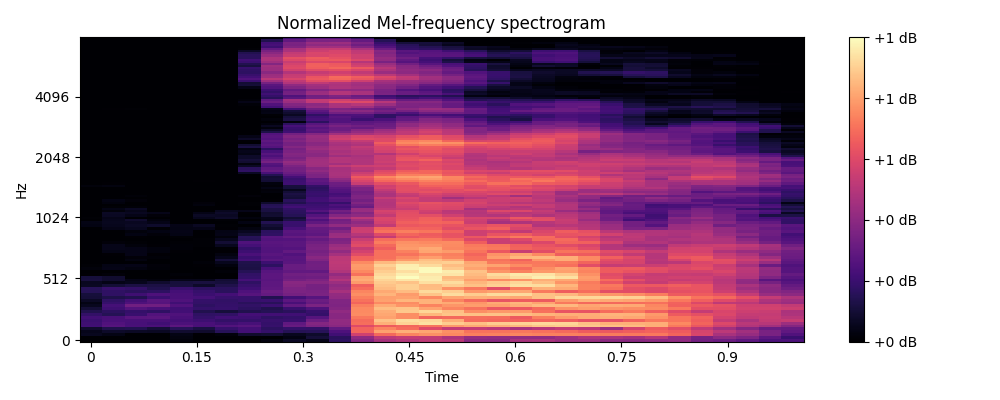 Normalized Mel-frequency spectrogram
Hz
4096
2048
1024
512
0
0 0.15 0.3 0.45 0.6 0.75 0.9
Time
+1 dB
+1 dB
+1 dB
+0 dB
+0 dB
+0 dB